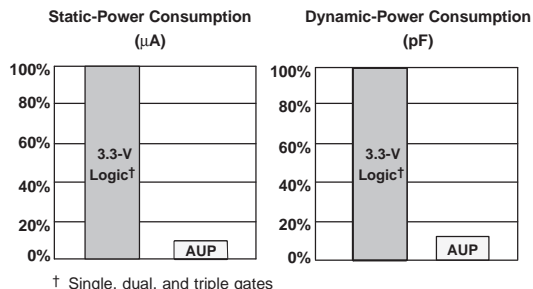 Static-Power Consumption
(µA)
100%
80%
60%
40%
20%
0%
3.3-V
Logic†
AUP
Dynamic-Power Consumption
(pF)
100%
80%
60%
40%
20%
0%
3.3-V
Logic†
AUP
† Single, dual, and triple gates